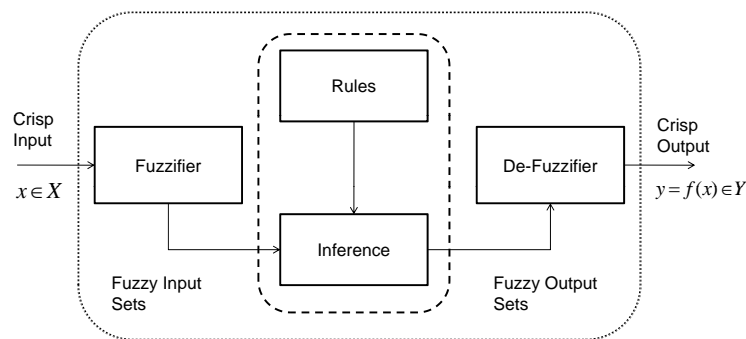 Rules
Crisp
Input
x ∈ X
Fuzzifier
De-Fuzzifier
Crisp
Output
y = f(x) ∈ Y
Inference
Fuzzy Input
Sets
Fuzzy Output
Sets